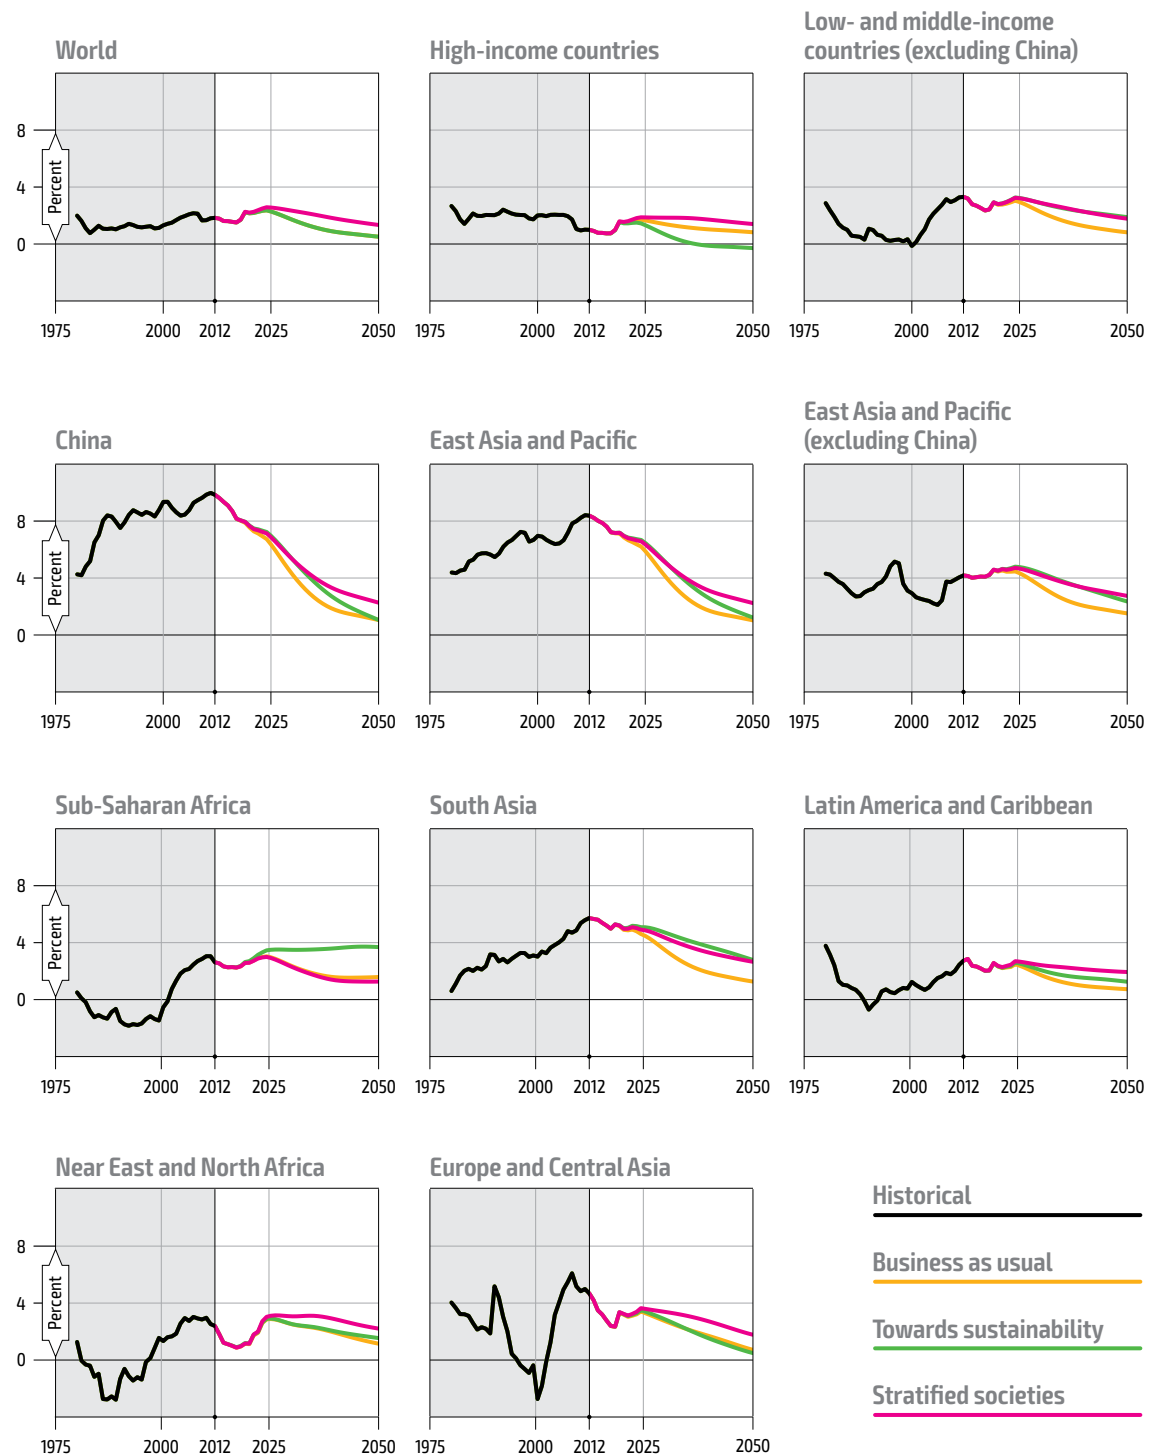 World
High-income countries
Low- and middle-income
countries (excluding China)
8
4
0
Percent
1975 2000 2012 2025 2050
1975 2000 2012 2025 2050
1975 2000 2012 2025 2050
China
East Asia and Pacific
East Asia and Pacific
(excluding China)
8
4
0
Percent
1975 2000 2012 2025 2050
1975 2000 2012 2025 2050
1975 2000 2012 2025 2050
Sub-Saharan Africa
South Asia
Latin America and Caribbean
8
4
0
Percent
1975 2000 2012 2025 2050
1975 2000 2012 2025 2050
1975 2000 2012 2025 2050
Near East and North Africa
Europe and Central Asia
8
4
0
Percent
1975 2000 2012 2025 2050
1975 2000 2012 2025 2050
Historical
Business as usual
Towards sustainability
Stratified societies